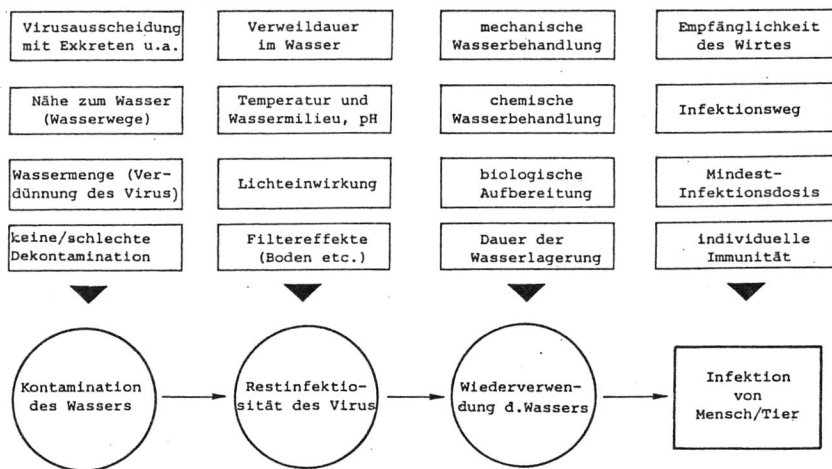 Virusausscheidung
mit Exkreten u.a.
Nähe zum Wasser
(Wasserwege)
Wassermenge (Ver-
dünnung des Virus)
keine/schlechte
Dekontamination
Verweildauer
im Wasser
Temperatur und
Wassermilieu, pH
Lichteinwirkung
Filtereffekte
(Boden etc.)
mechanische
Wasserbehandlung
chemische
Wasserbehandlung
biologische
Aufbereitung
Dauer der
Wasserlagerung
Empfänglichkeit
des Wirtes
Infektionsweg
Mindest-
Infektionsdosis
individuelle
Immunität
Kontamination
des Wassers
Restinfektio-
sität des Virus
Wiederverwen-
dung d.Wassers
Infektion
von
Mensch/Tier